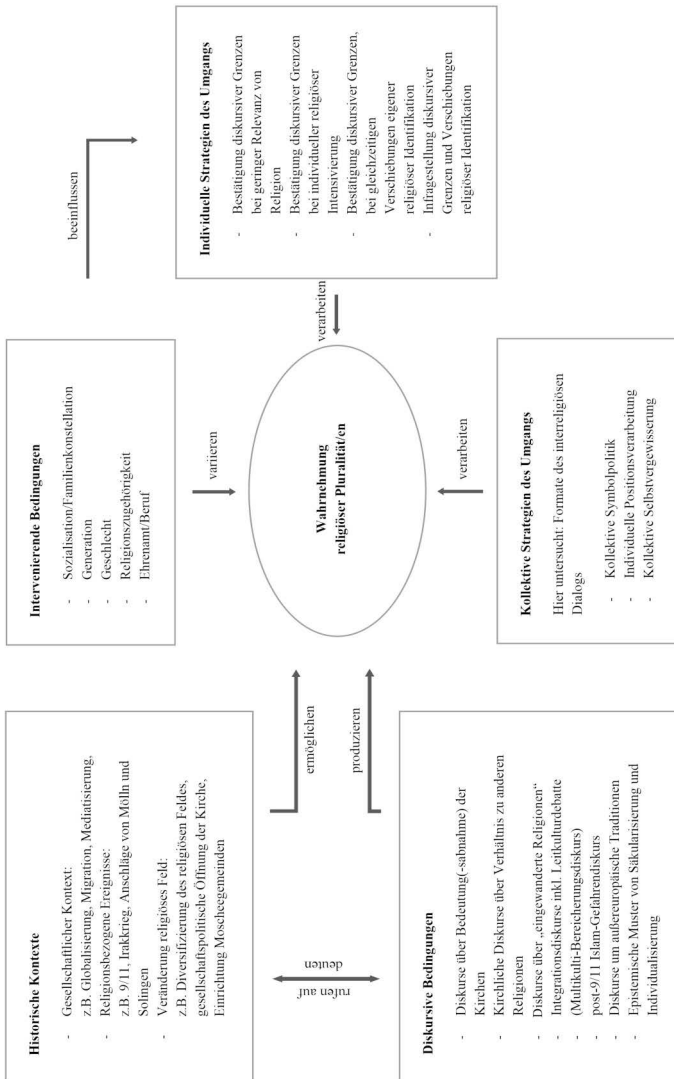 Historische Kontexte
- Gesellschaftlicher Kontext:
z.B. Globalisierung, Migration, Mediatisierung,
- Religionsbezogene Ereignisse:
z.B. 9/11, Irakkrieg, Anschläge von Mölln und
Solingen
- Veränderung religiöses Feld:
z.B. Diversifizierung des religiösen Feldes,
gesellschaftspolitische Öffnung der Kirche,
Einrichtung Moscheegemeinden
rufen auf
deuten
Diskursive Bedingungen
- Diskurse über Bedeutung(-sabnahme) der
Kirchen
- Kirchliche Diskurse über Verhältnis zu anderen
Religionen
- Diskurse über „eingewanderte Religionen“
- Integrationsdiskurse inkl. Leitkulturdebatte
- (Multikulti-Bereicherungsdiskurs)
- post-9/11 Islam-Gefahrendiskurs
- Diskurse um außereuropäische Traditionen
- Epistemische Muster von Säkularisierung und
Individualisierung
ermöglichen
produzieren
Intervenierende Bedingungen
- Sozialisation/Familienkonstellation
- Generation
- Geschlecht
- Religionszugehörigkeit
- Ehrenamt/Beruf
variieren
Wahrnehmung
religiöser Pluralität/en
verarbeiten
Kollektive Strategien des Umgangs
Hier untersucht: Formate des interreligiösen
Dialogs
- Kollektive Symbolpolitik
- Individuelle Positionsverarbeitung
- Kollektive Selbstvergewisserung
beeinflussen
verarbeiten
Individuelle Strategien des Umgangs
- Bestätigung diskursiver Grenzen
bei geringer Relevanz von
Religion
- Bestätigung diskursiver Grenzen
bei individueller religiöser
Intensivierung
- Bestätigung diskursiver Grenzen,
bei gleichzeitigen
Verschiebungen eigener
religiöser Identifikation
- Infragestellung diskursiver
Grenzen und Verschiebungen
religiöser Identifikation